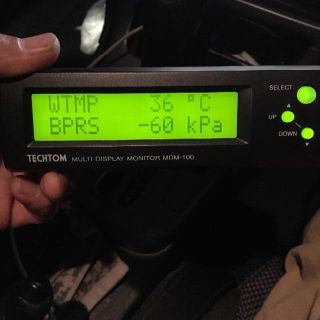 WTMP 36 °C
BPRS -60 kPa
SELECT
UP
DOWN
TECHTOM MULTI DISPLAY MONITOR MDM-100